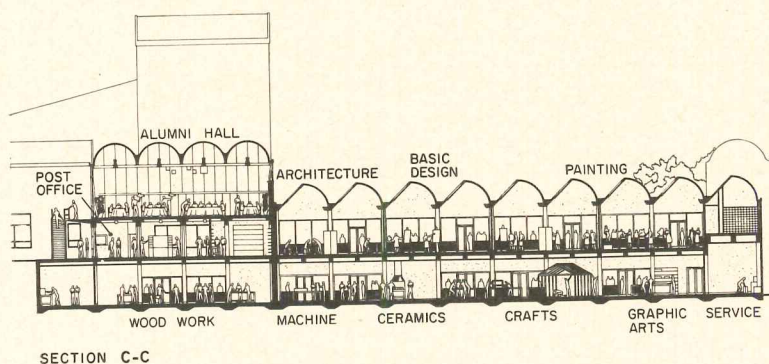 ALUMNI HALL
POST
OFFICE
ARCHITECTURE
BASIC
DESIGN
PAINTING
WOOD WORK
MACHINE
CERAMICS
CRAFTS
GRAPHIC
ARTS
SERVICE
SECTION C-C